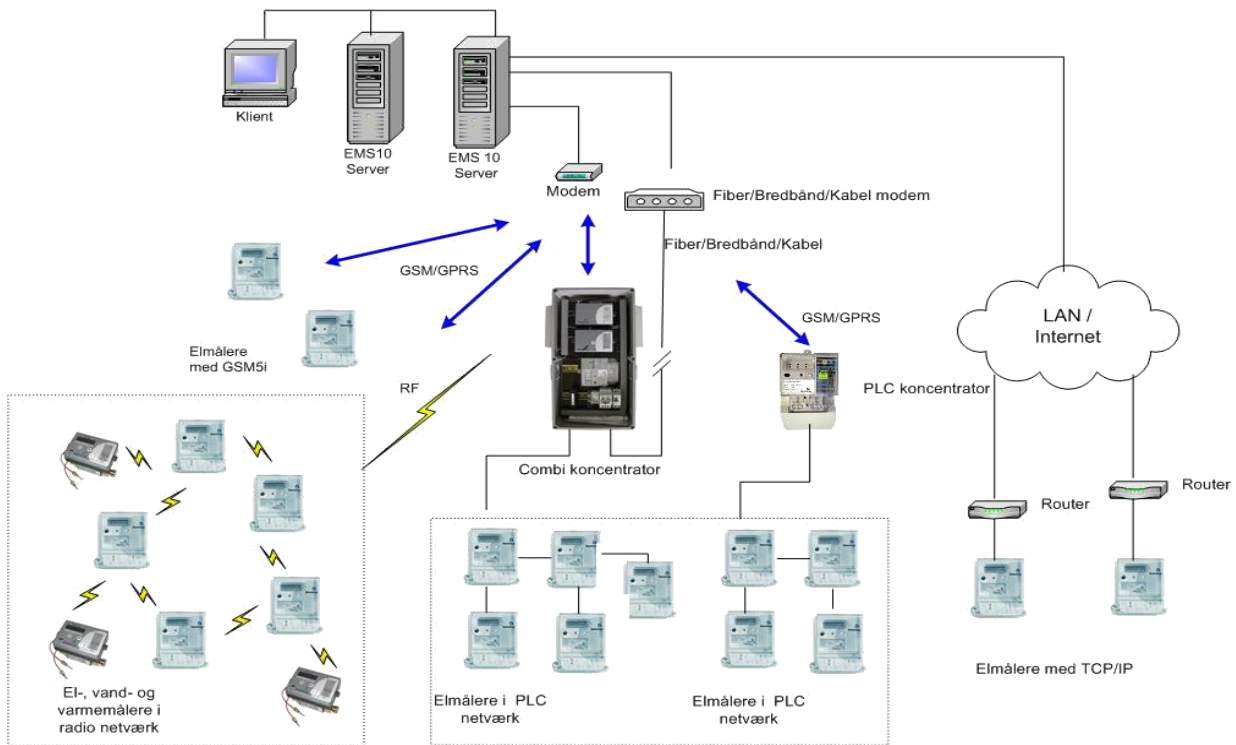 Klient
EMS10
Server
EMS 10
Server
Modem
Fiber/Bredbånd/Kabel modem
Fiber/Bredbånd/Kabel
GSM/GPRS
GSM/GPRS
LAN /
Internet
Elmålere
med GSM5i
RF
PLC koncentrator
Combi koncentrator
Router
Router
El-, vand- og
varmemålere i
radio netværk
Elmålere i PLC
netværk
Elmålere i PLC
netværk
Elmålere med TCP/IP